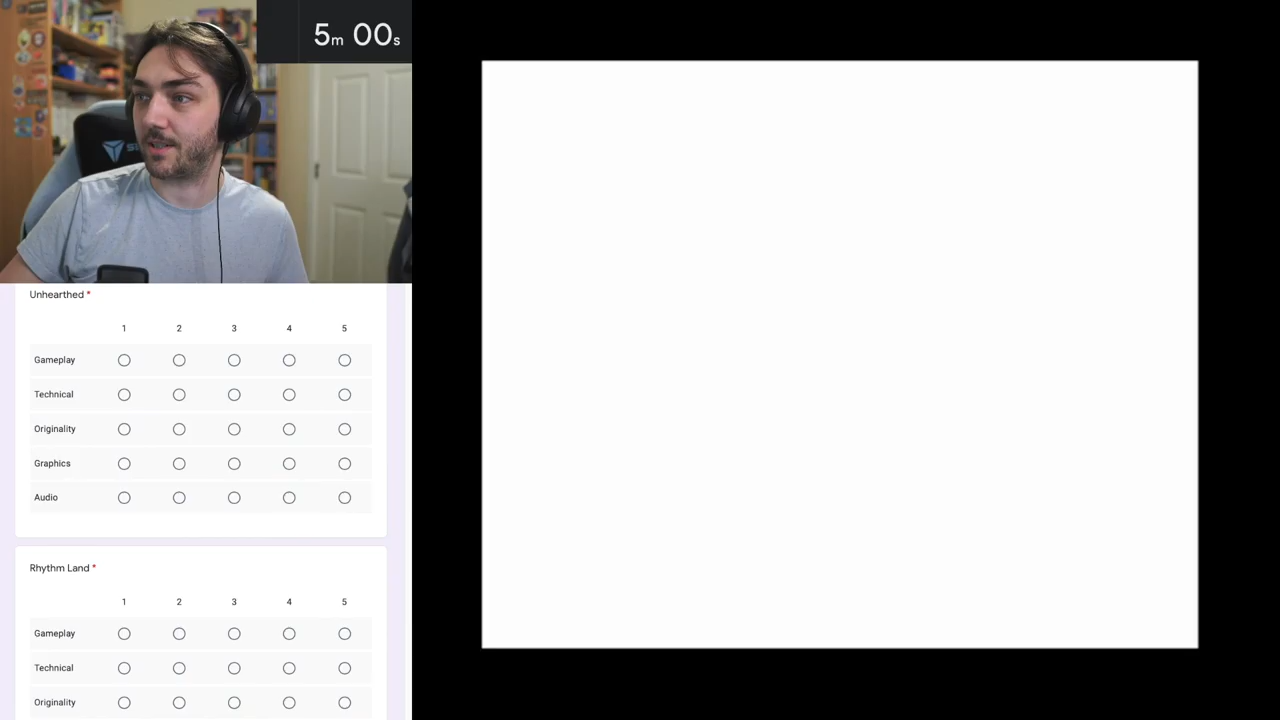 5m 00s
Unhearthed *
1 2 3 4 5
Gameplay
Technical
Originality
Graphics
Audio
Rhythm Land *
1 2 3 4 5
Gameplay
Technical
Originality